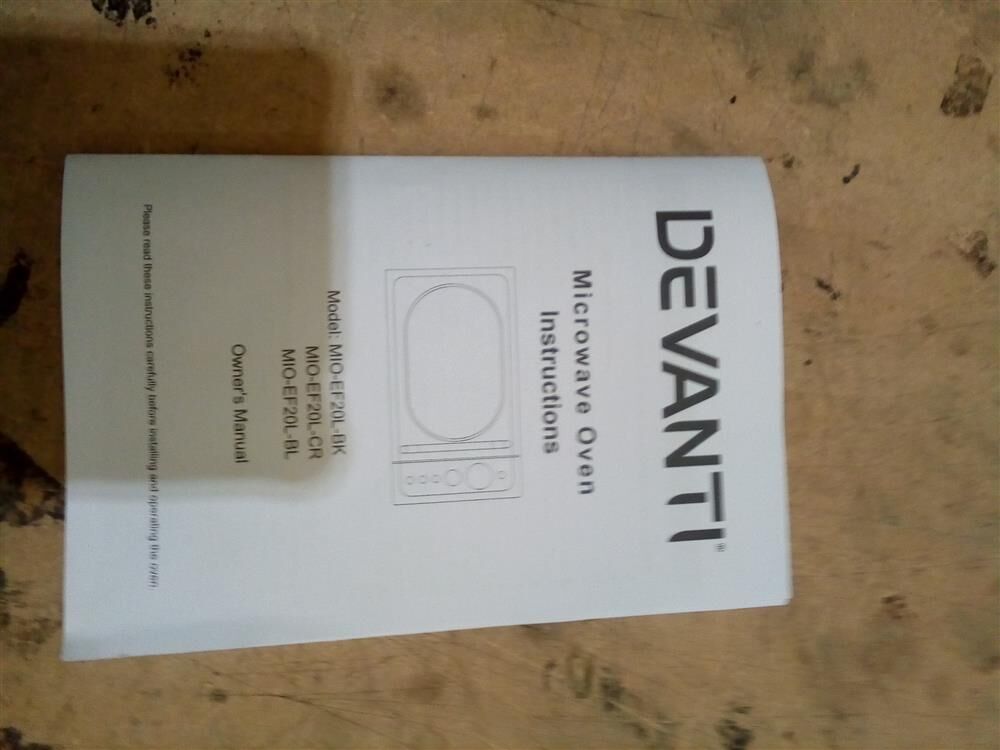 DEVANTI®
Microwave Oven
Instructions
Model: MIO-EF20L-BK
MIO-EF20L-CR
MIO-EF20L-BL
Owner's Manual
Please read these instructions carefully before installing and operating the oven